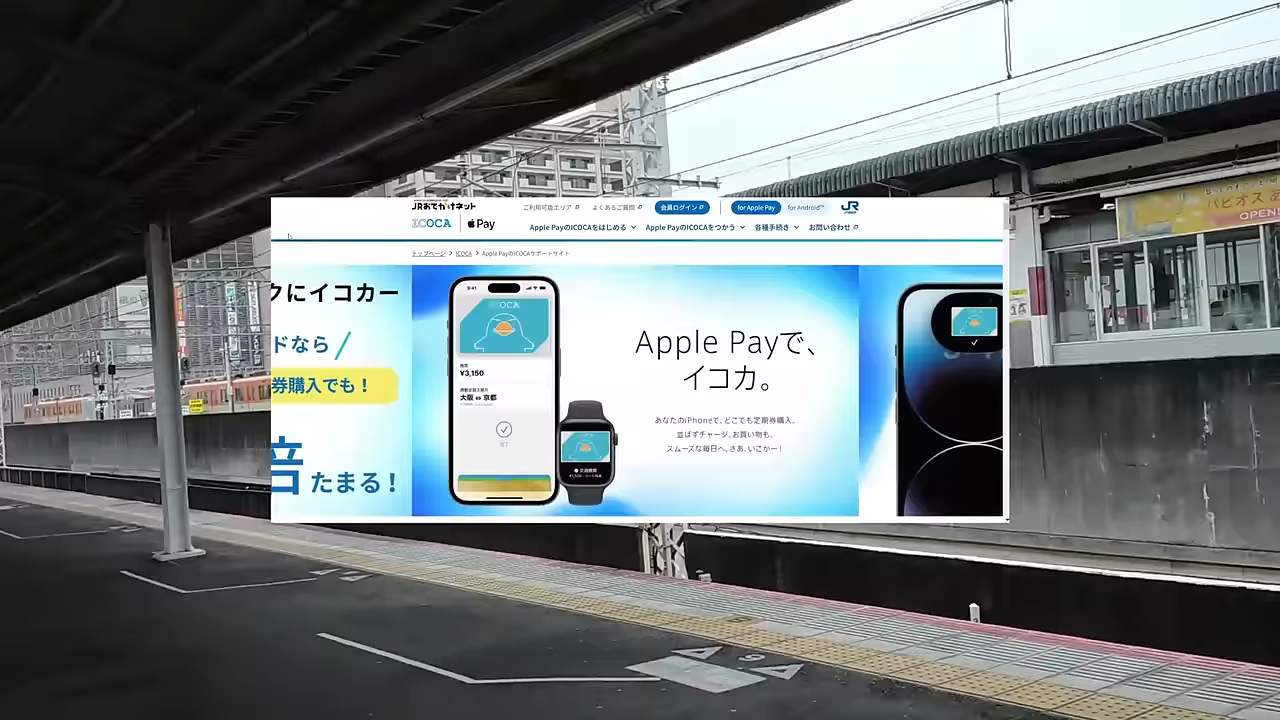 JRおでかけネット
ご利用可能エリア
よくあるご質問
会員ログイン
for Apple Pay
for Android™
JR
ICOCA
Pay
Apple PayのICOCAをはじめる
Apple PayのICOCAをつかう
各種手続き
お問い合わせ
トップページ > ICOCA > Apple PayのICOCAサポートサイト
クにイコカー
ドなら
券購入でも！
倍たまる！
9:41
ICOCA
¥3,150
大阪 ⇔ 京都
完了
Apple Payで、
イコカ。
あなたのiPhoneで、どこでも定期券購入。
並ばずチャージ。お買い物も。
スムーズな毎日へ、さあ、いこかー！
OPEN
9